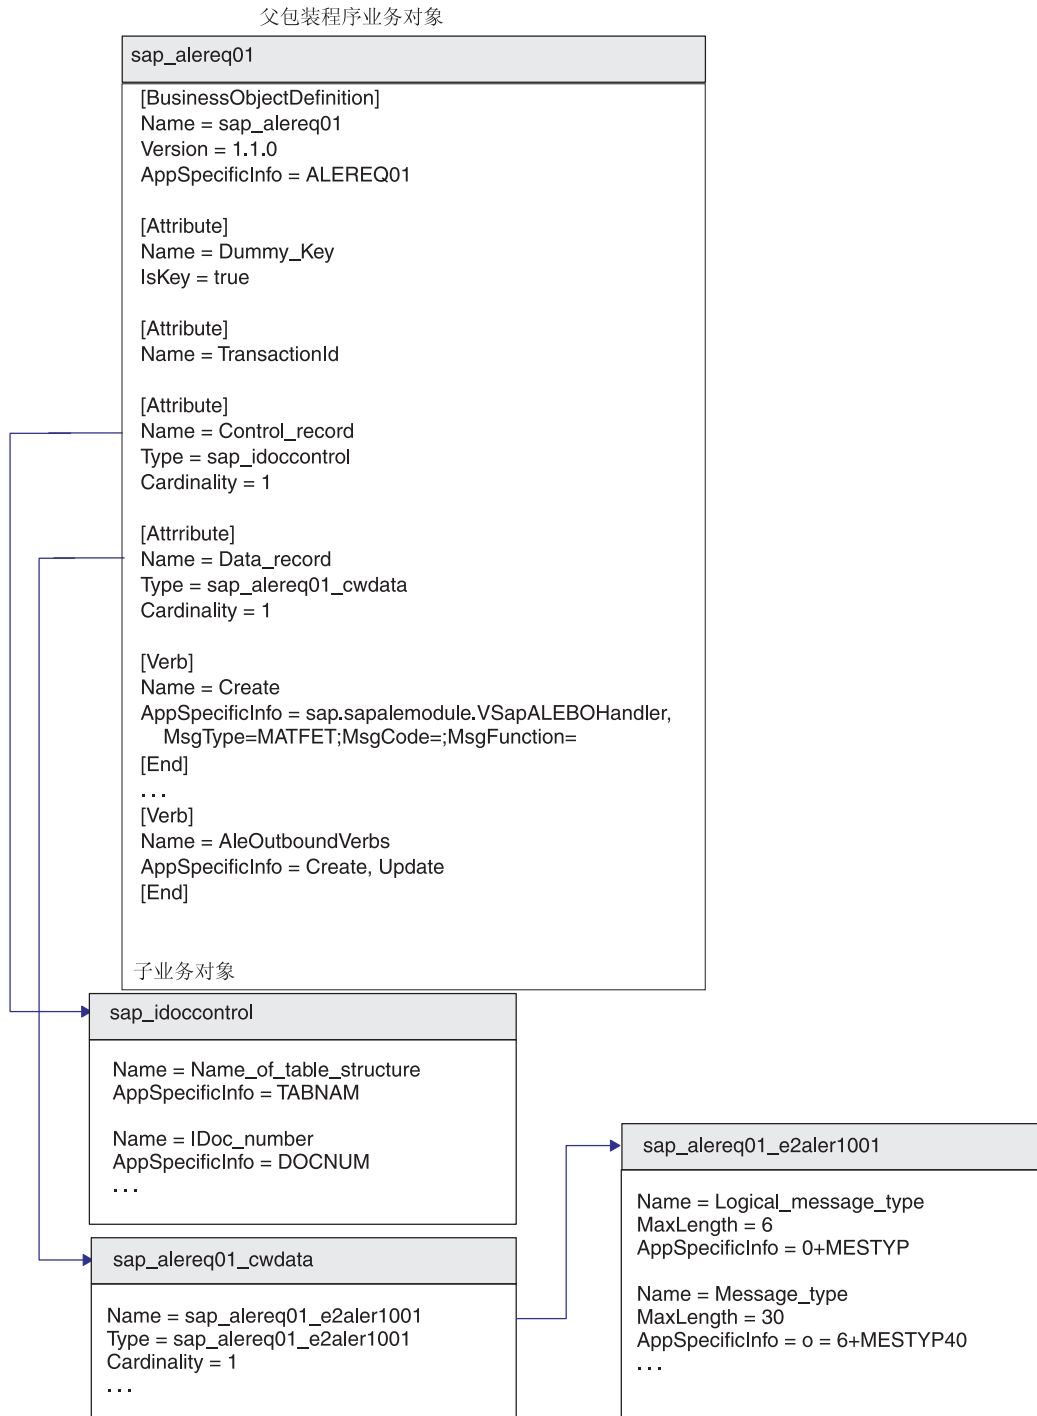 父包装程序业务对象
sap_alereq01
[BusinessObjectDefinition]
Name = sap_alereq01
Version = 1.1.0
AppSpecificInfo = ALEREQ01
[Attribute]
Name = Dummy_Key
IsKey = true
[Attribute]
Name = TransactionId
[Attribute]
Name = Control_record
Type = sap_idoccontrol
Cardinality = 1
[Attrribute]
Name = Data_record
Type = sap_alereq01_cwdata
Cardinality = 1
[Verb]
Name = Create
AppSpecificInfo = sap.sapalemodule.VSapALEBOHandler,
MsgType=MATFET;MsgCode=;MsgFunction=
[End]
...
[Verb]
Name = AleOutboundVerbs
AppSpecificInfo = Create, Update
[End]
子业务对象
sap_idoccontrol
Name = Name_of_table_structure
AppSpecificInfo = TABNAM
Name = IDoc_number
AppSpecificInfo = DOCNUM
...
sap_alereq01_cwdata
Name = sap_alereq01_e2aler1001
Type = sap_alereq01_e2aler1001
Cardinality = 1
...
sap_alereq01_e2aler1001
Name = Logical_message_type
MaxLength = 6
AppSpecificInfo = 0+MESTYP
Name = Message_type
MaxLength = 30
AppSpecificInfo = o = 6+MESTYP40
...